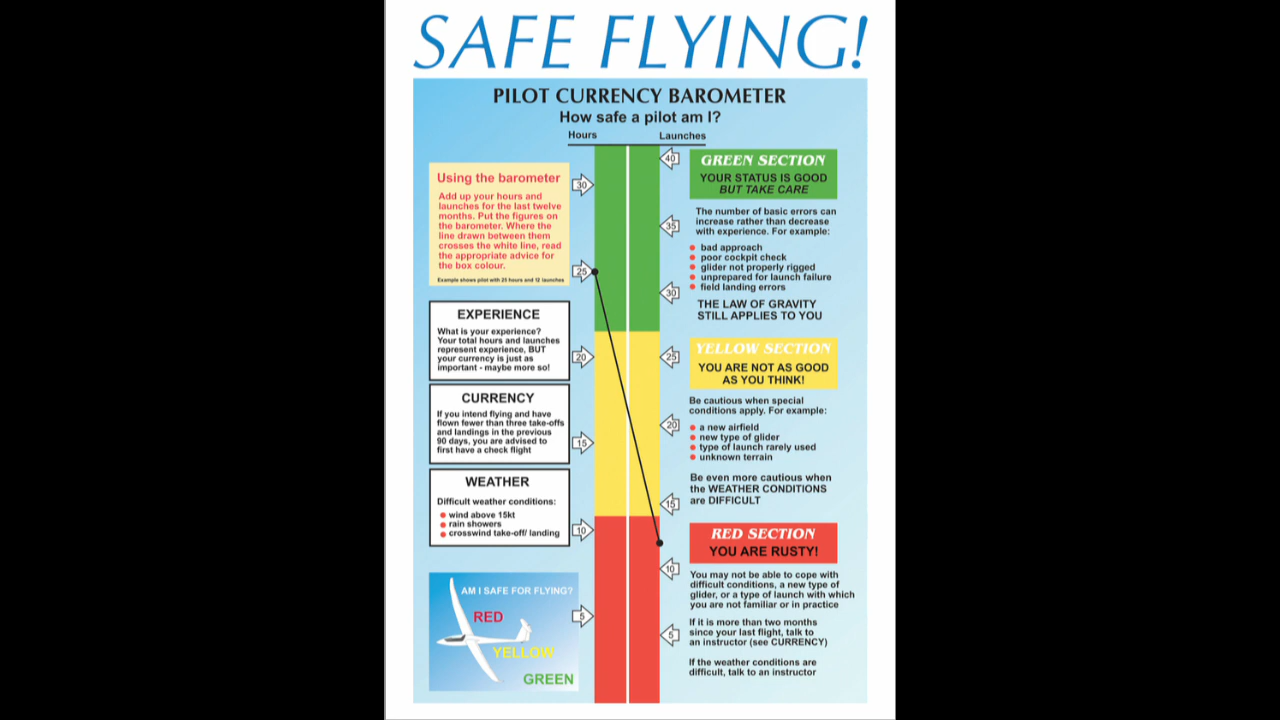 SAFE FLYING!
PILOT CURRENCY BAROMETER
How safe a pilot am I?
Hours
Launches
Using the barometer
Add up your hours and
launches for the last twelve
months. Put the figures on
the barometer. Where the
line drawn between them
crosses the white line, read
the appropriate advice for
the box colour.
Example shows pilot with 25 hours and 12 launches
EXPERIENCE
What is your experience?
Your total hours and launches
represent experience, BUT
your currency is just as
important - maybe more so!
CURRENCY
If you intend flying and have
flown fewer than three take-offs
and landings in the previous
90 days, you are advised to
first have a check flight
WEATHER
Difficult weather conditions:
wind above 15kt
rain showers
crosswind take-off/ landing
AM I SAFE FOR FLYING?
RED
YELLOW
GREEN
30
25
20
15
10
5
40
35
30
25
20
15
10
5
GREEN SECTION
YOUR STATUS IS GOOD
BUT TAKE CARE
The number of basic errors can
increase rather than decrease
with experience. For example:
bad approach
poor cockpit check
glider not properly rigged
unprepared for launch failure
field landing errors
THE LAW OF GRAVITY
STILL APPLIES TO YOU
YELLOW SECTION
YOU ARE NOT AS GOOD
AS YOU THINK!
Be cautious when special
conditions apply. For example:
a new airfield
new type of glider
type of launch rarely used
unknown terrain
Be even more cautious when
the WEATHER CONDITIONS
are DIFFICULT
RED SECTION
YOU ARE RUSTY!
You may not be able to cope with
difficult conditions, a new type of
glider, or a type of launch with which
you are not familiar or in practice
If it is more than two months
since your last flight, talk to
an instructor (see CURRENCY)
If the weather conditions are
difficult, talk to an instructor